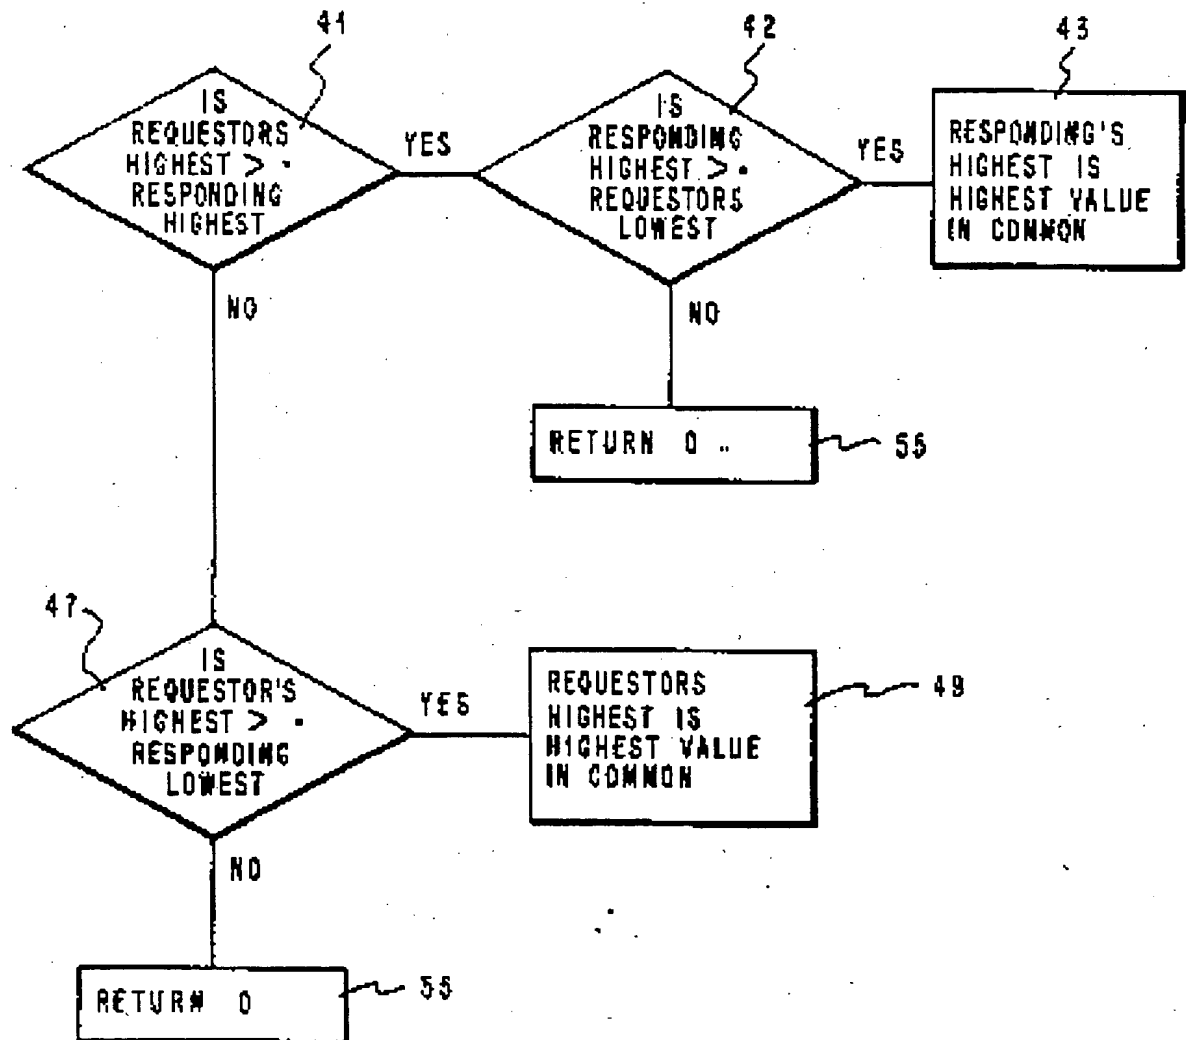 41
IS
REQUESTORS
HIGHEST > -
RESPONDING
HIGHEST
YES
NO
42
IS
RESPONDING
HIGHEST > -
REQUESTORS
LOWEST
YES
NO
43
RESPONDING'S
HIGHEST IS
HIGHEST VALUE
IN COMMON
RETURN 0
55
47
IS
REQUESTOR'S
HIGHEST > -
RESPONDING
LOWEST
YES
NO
REQUESTORS
HIGHEST IS
HIGHEST VALUE
IN COMMON
49
RETURN 0
55